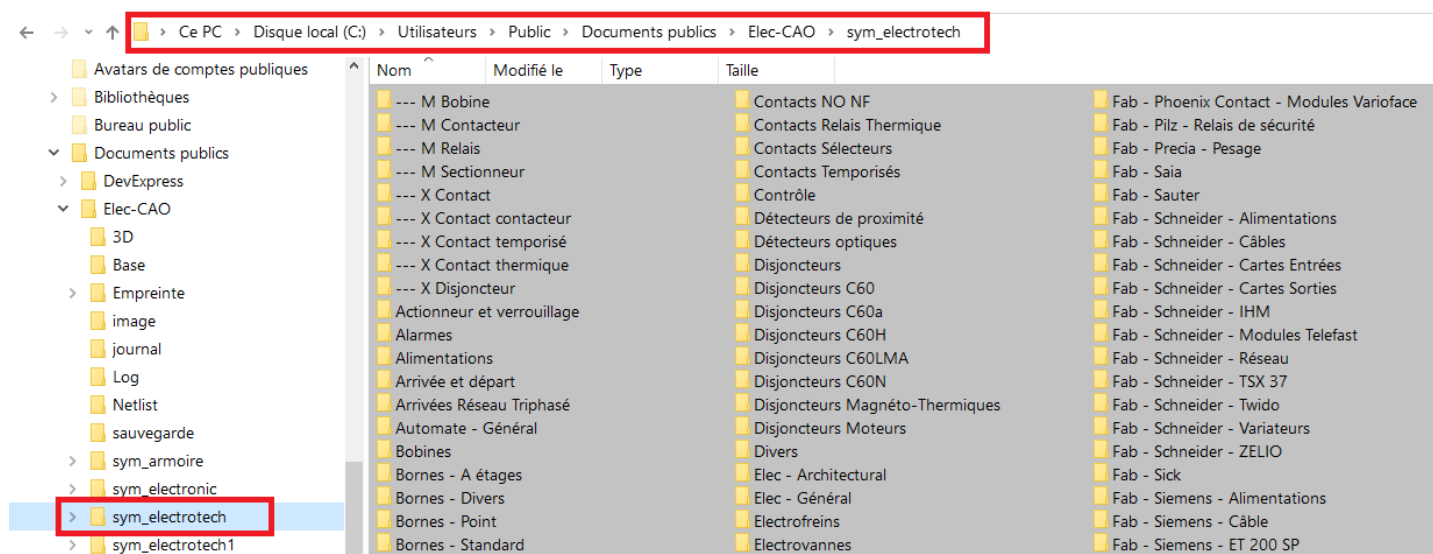 Ce PC > Disque local (C:) > Utilisateurs > Public > Documents publics > Elec-CAO > sym_electrotech
Avatars de comptes publiques
Bibliothèques
Bureau public
Documents publics
DevExpress
Elec-CAO
3D
Base
Empreinte
image
journal
Log
Netlist
sauvegarde
sym_armoire
sym_electronic
sym_electrotech
sym_electrotech1
Nom Modifié le Type Taille
--- M Bobine
--- M Contacteur
--- M Relais
--- M Sectionneur
--- X Contact
--- X Contact contacteur
--- X Contact temporisé
--- X Contact thermique
--- X Disjoncteur
Actionneur et verrouillage
Alarmes
Alimentations
Arrivée et départ
Arrivées Réseau Triphasé
Automate - Général
Bobines
Bornes - A étages
Bornes - Divers
Bornes - Point
Bornes - Standard
Contacts NO NF
Contacts Relais Thermique
Contacts Sélecteurs
Contacts Temporisés
Contrôle
Détecteurs de proximité
Détecteurs optiques
Disjoncteurs
Disjoncteurs C60
Disjoncteurs C60a
Disjoncteurs C60H
Disjoncteurs C60LMA
Disjoncteurs C60N
Disjoncteurs Magnéto-Thermiques
Disjoncteurs Moteurs
Divers
Elec - Architectural
Elec - Général
Electrofreins
Electrovannes
Fab - Phoenix Contact - Modules Varioface
Fab - Pilz - Relais de sécurité
Fab - Precia - Pesage
Fab - Saia
Fab - Sauter
Fab - Schneider - Alimentations
Fab - Schneider - Câbles
Fab - Schneider - Cartes Entrées
Fab - Schneider - Cartes Sorties
Fab - Schneider - IHM
Fab - Schneider - Modules Telefast
Fab - Schneider - Réseau
Fab - Schneider - TSX 37
Fab - Schneider - Twido
Fab - Schneider - Variateurs
Fab - Schneider - ZELIO
Fab - Sick
Fab - Siemens - Alimentations
Fab - Siemens - Câble
Fab - Siemens - ET 200 SP